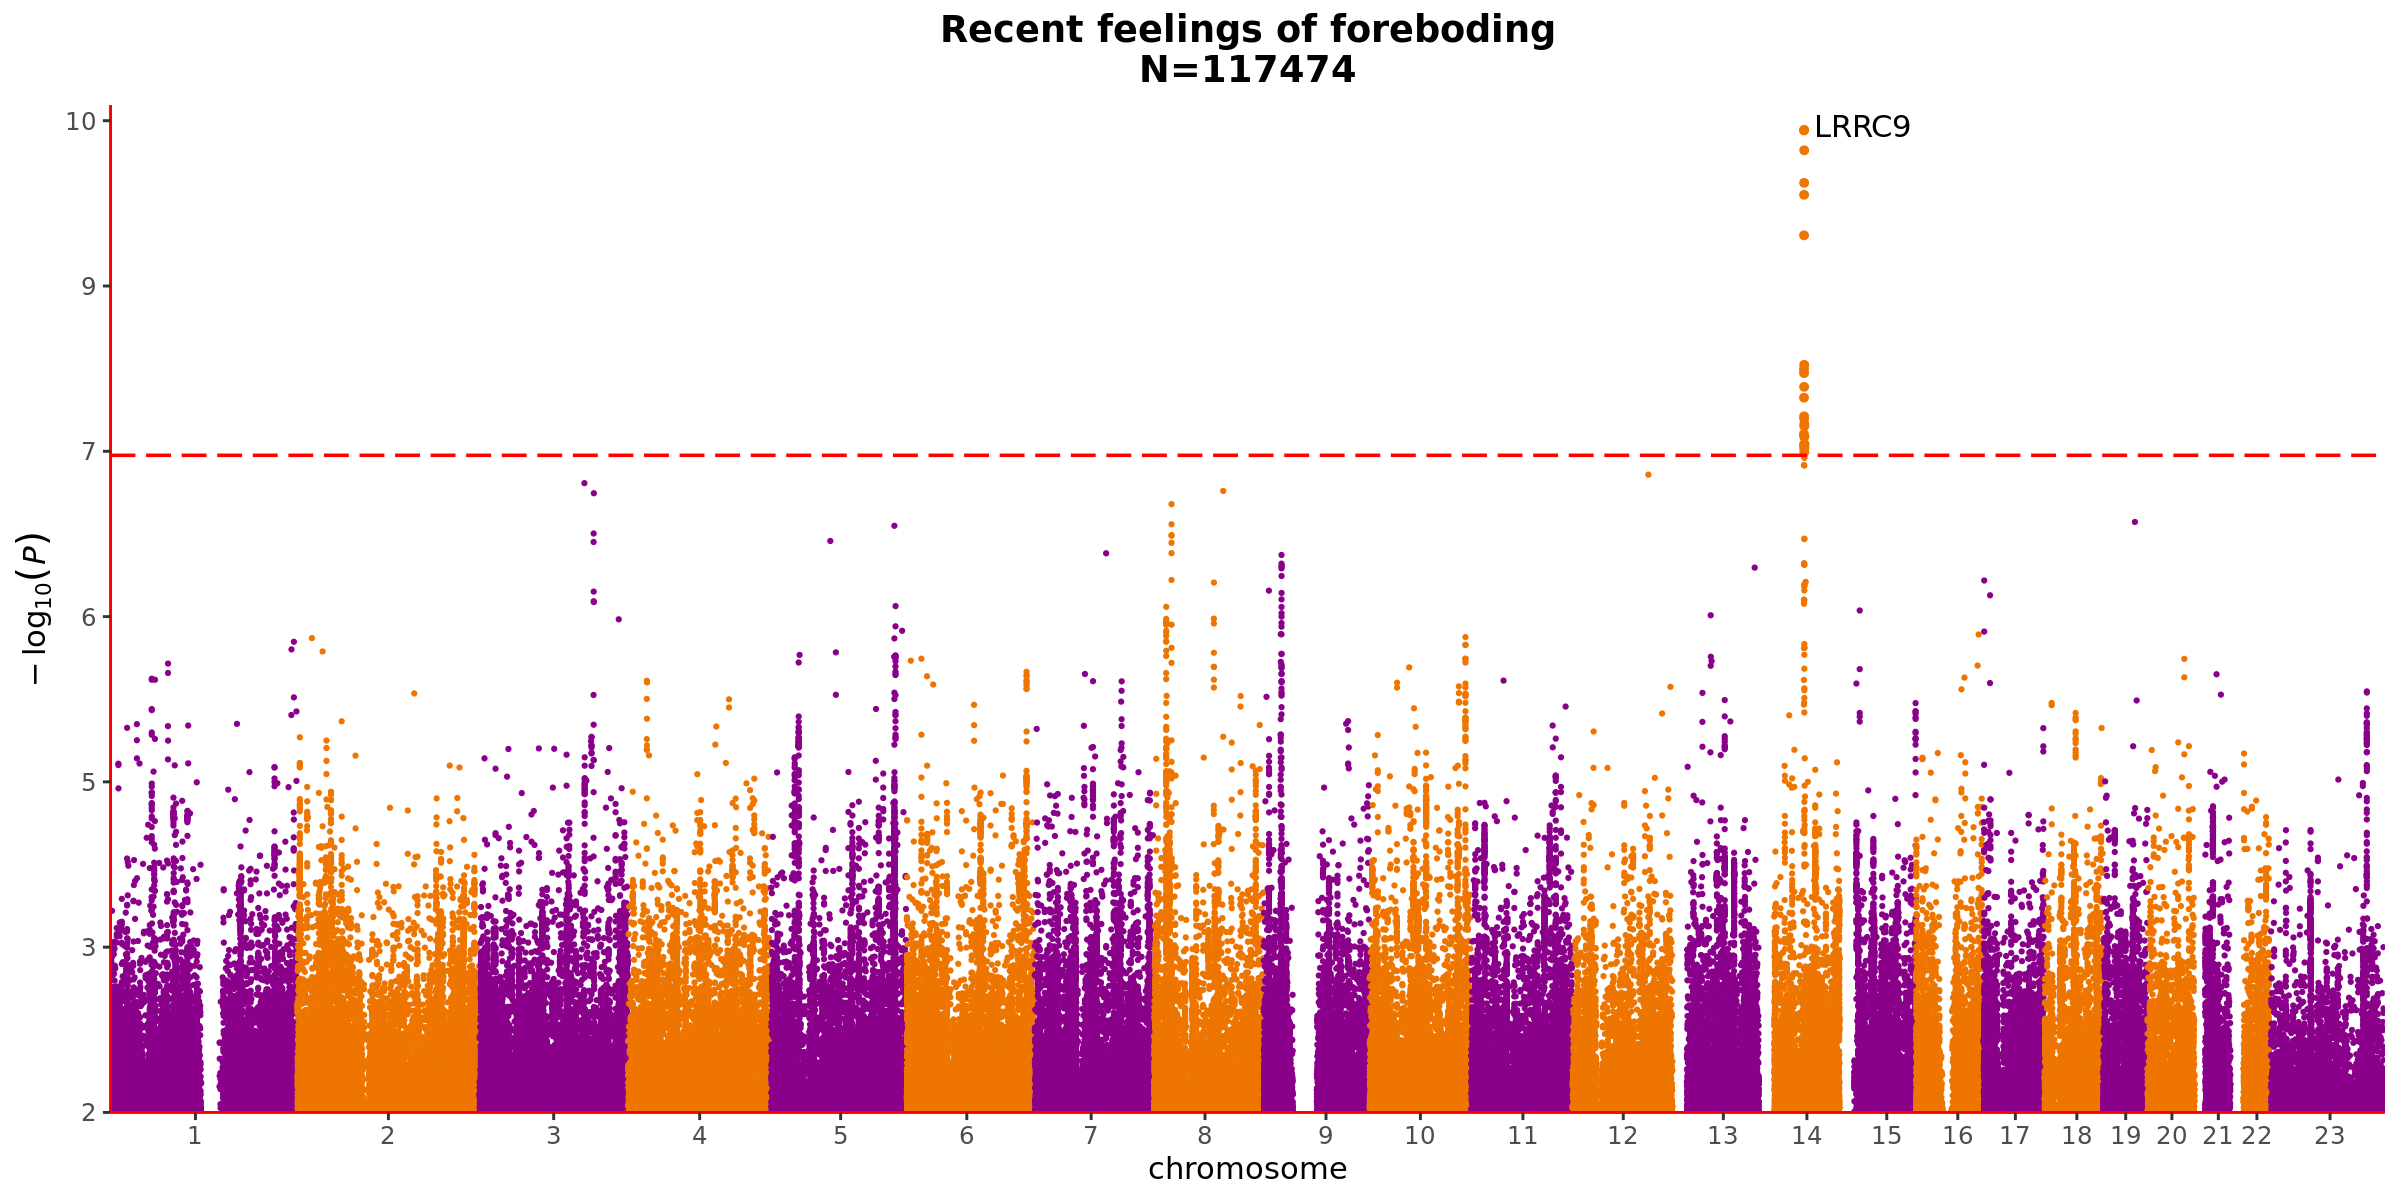 Recent feelings of foreboding
N=117474
10
LRRC9
9
7
6
5
3
2
−log10(P)
1 2 3 4 5 6 7 8 9 10 11 12 13 14 15 16 17 18 19 20 21 22 23
chromosome